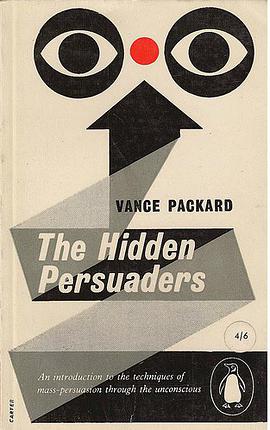 VANCE PACKARD
The Hidden
Persuaders
4/6
An introduction to the techniques of
mass-persuasion through the unconscious
CARTER